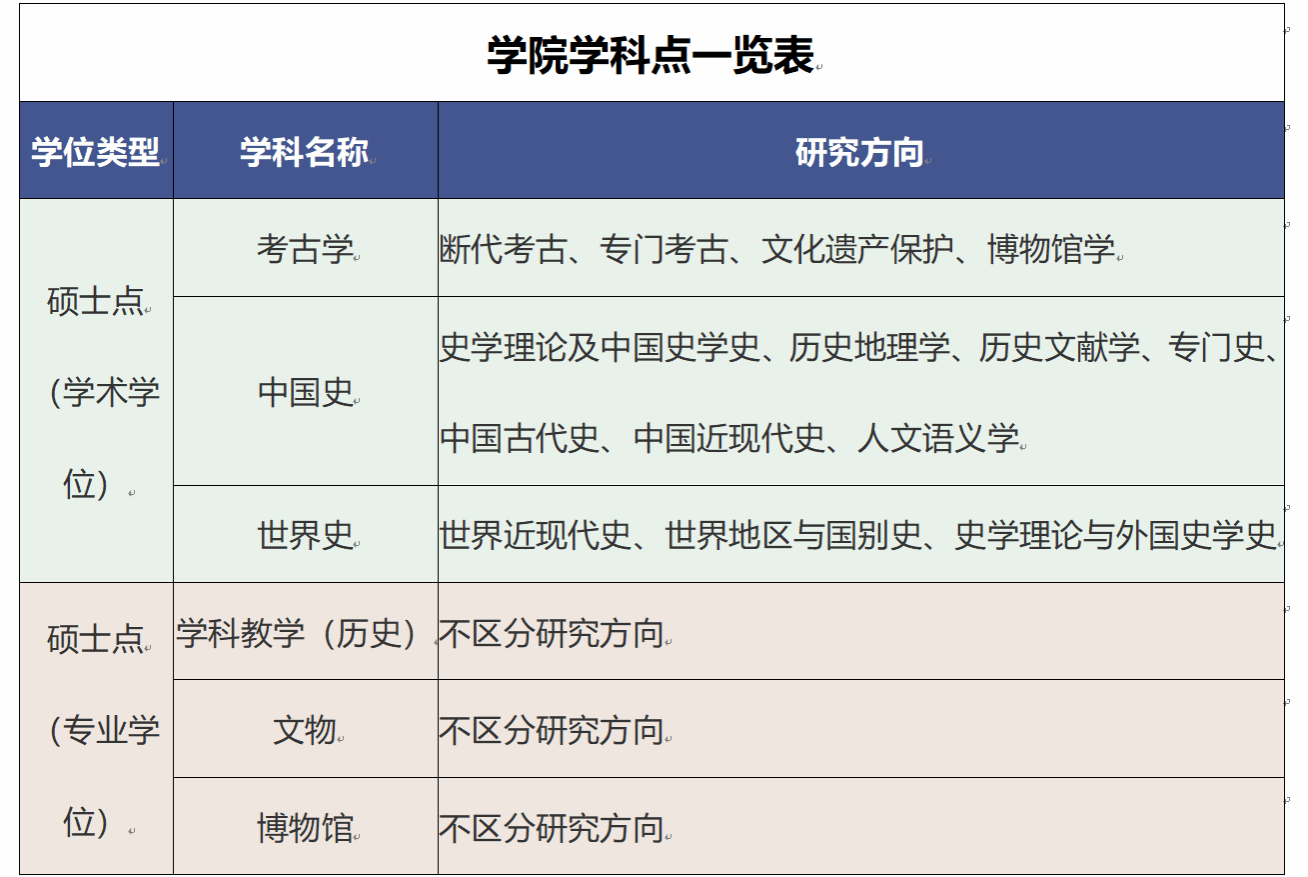 学院学科点一览表
学位类型 学科名称 研究方向
硕士点
（学术学
位）
考古学 断代考古、专门考古、文化遗产保护、博物馆学
中国史 史学理论及中国史学史、历史地理学、历史文献学、专门史、
中国古代史、中国近现代史、人文语义学
世界史 世界近现代史、世界地区与国别史、史学理论与外国史学史
硕士点
（专业学
位）
学科教学（历史） 不区分研究方向
文物 不区分研究方向
博物馆 不区分研究方向